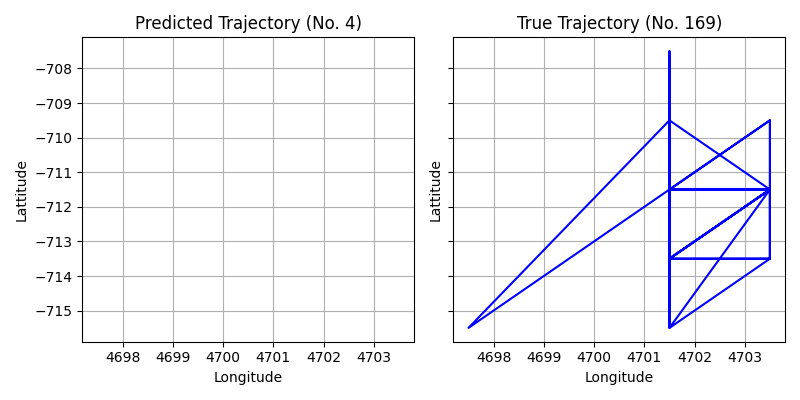 Predicted Trajectory (No. 4)
True Trajectory (No. 169)
Lattitude
−708
−709
−710
−711
−712
−713
−714
−715
4698 4699 4700 4701 4702 4703
Longitude
Lattitude
4698 4699 4700 4701 4702 4703
Longitude